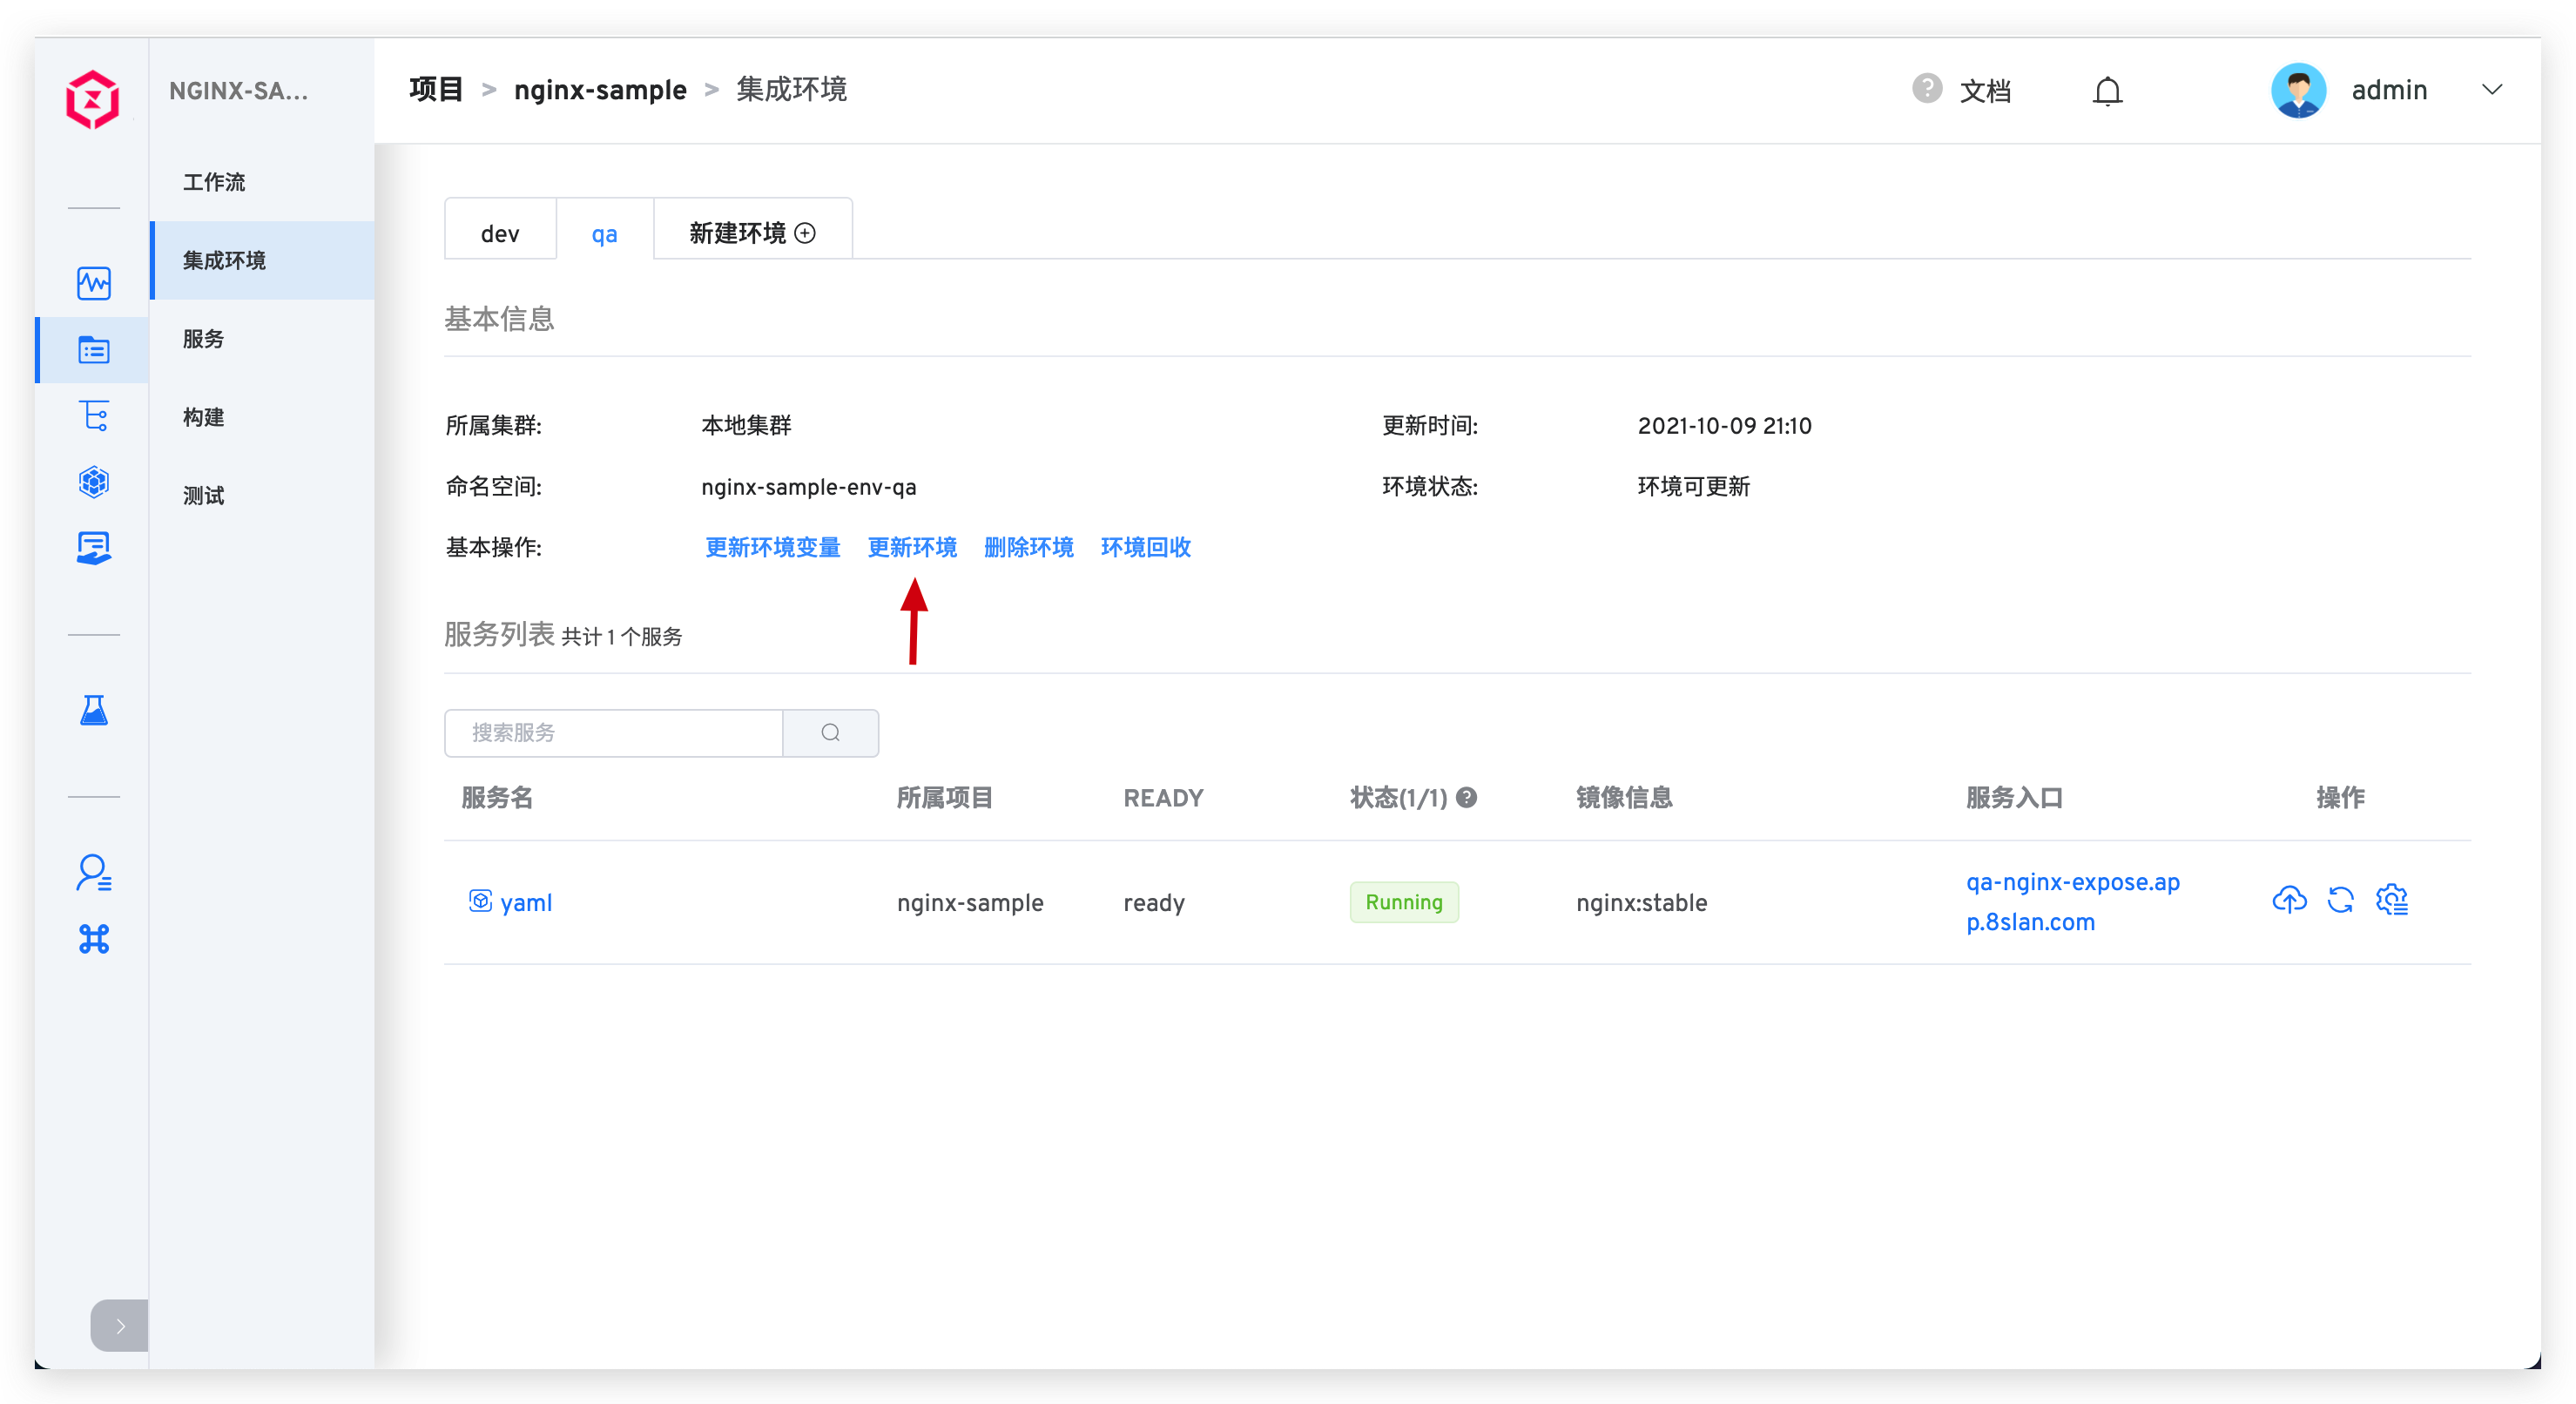 NGINX-SA...
项目 > nginx-sample > 集成环境
文档
admin
工作流
集成环境
服务
构建
测试
dev
qa
新建环境
基本信息
所属集群: 本地集群
更新时间: 2021-10-09 21:10
命名空间: nginx-sample-env-qa
环境状态: 环境可更新
基本操作: 更新环境变量 更新环境 删除环境 环境回收
服务列表 共计 1 个服务
搜索服务
服务名 所属项目 READY 状态(1/1) 镜像信息 服务入口 操作
yaml nginx-sample ready Running nginx:stable qa-nginx-expose.ap
p.8slan.com